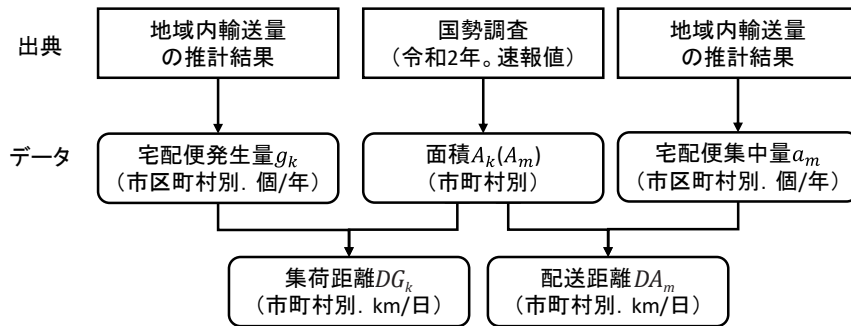 出典
地域内輸送量
の推計結果
国勢調査
(令和2年。速報値)
地域内輸送量
の推計結果
データ
宅配便発生量g_k
(市区町村別. 個/年)
面積A_k(A_m)
(市町村別)
宅配便集中量a_m
(市区町村別. 個/年)
集荷距離DG_k
(市町村別. km/日)
配送距離DA_m
(市町村別. km/日)